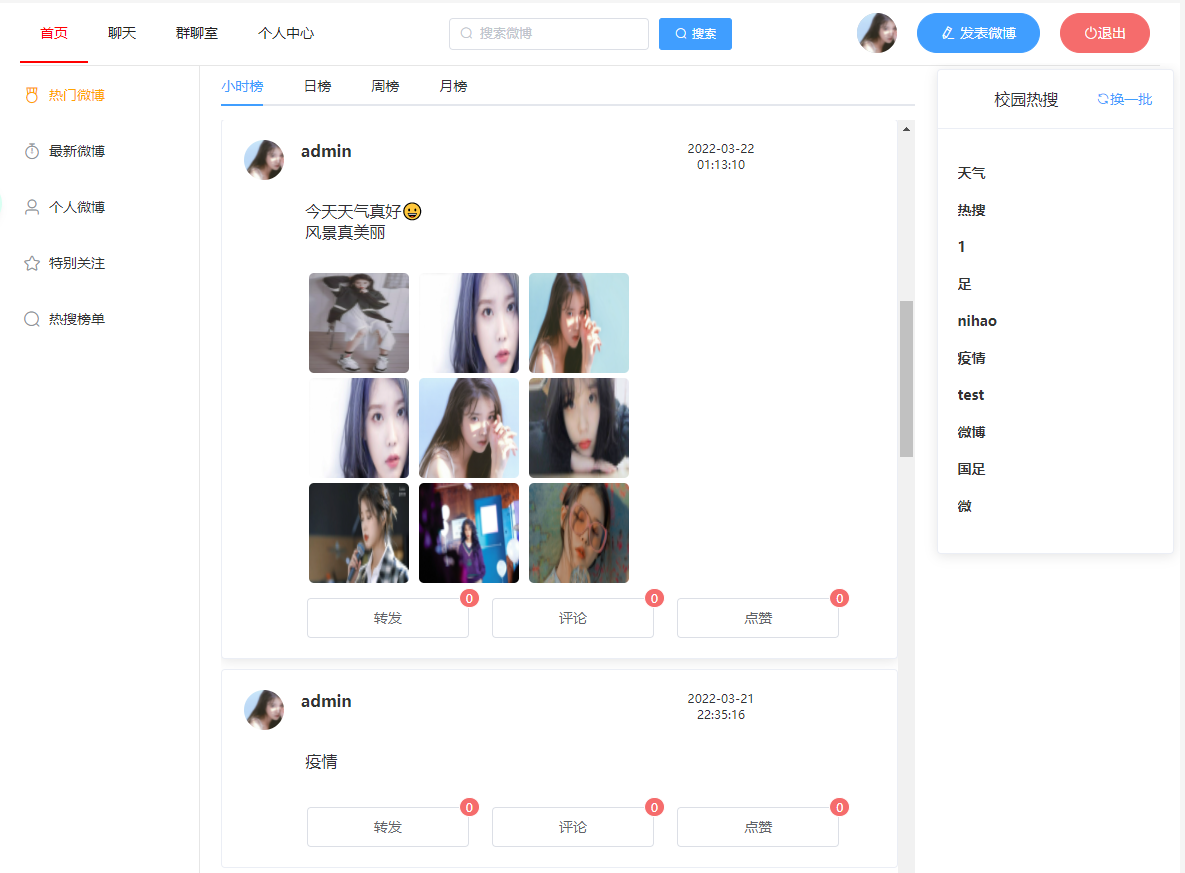 首页 聊天 群聊室 个人中心 搜索微博 搜索 发表微博 退出
热门微博
最新微博
个人微博
特别关注
热搜榜单
小时榜 日榜 周榜 月榜
admin
2022-03-22
01:13:10
今天天气真好😀
风景真美丽
转发 0 评论 0 点赞 0
admin
2022-03-21
22:35:16
疫情
转发 0 评论 0 点赞 0
校园热搜 换一批
天气
热搜
1
足
nihao
疫情
test
微博
国足
微